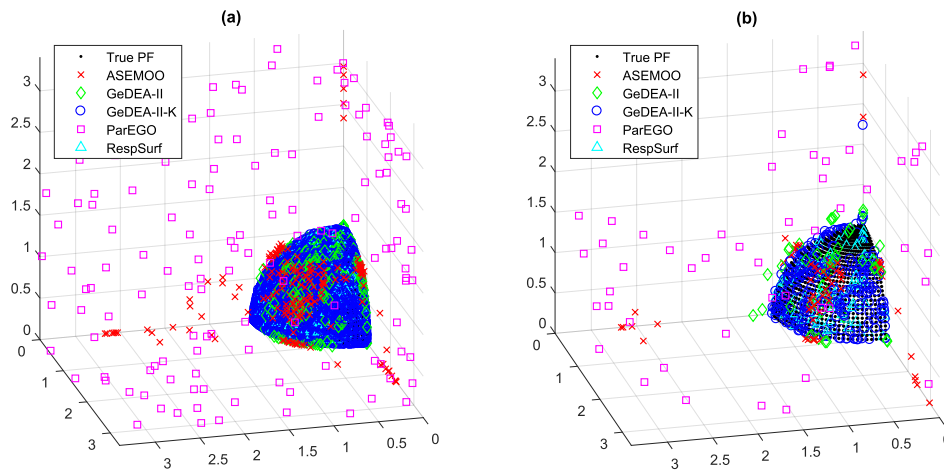 (a)
True PF
ASEMOO
GeDEA-II
GeDEA-II-K
ParEGO
RespSurf
3
2.5
2
1.5
1
0.5
0
0
1
2
3
3
2.5
2
1.5
1
0.5
0
(b)
True PF
ASEMOO
GeDEA-II
GeDEA-II-K
ParEGO
RespSurf
3
2.5
2
1.5
1
0.5
0
0
1
2
3
3
2.5
2
1.5
1
0.5
0